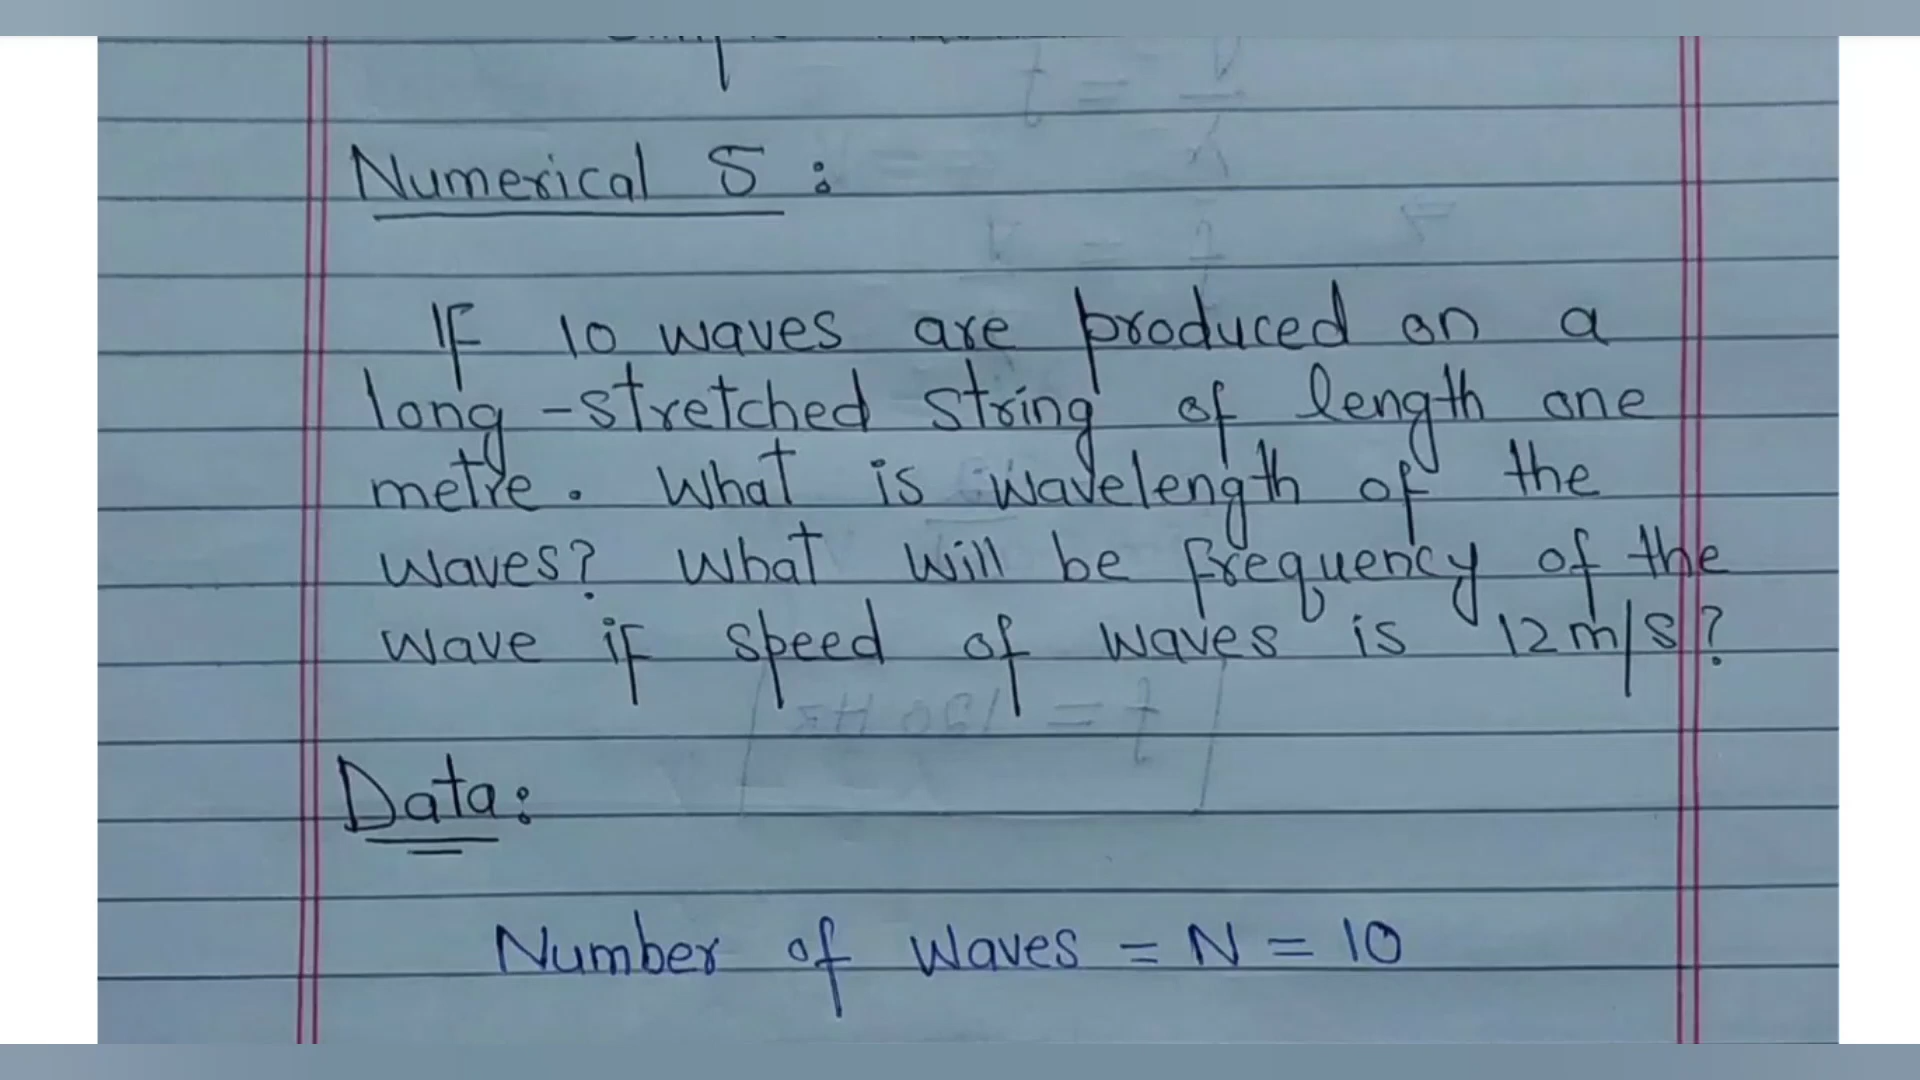 Numerical 5 :
If 10 waves are produced on a
long-stretched string of length one
metre. What is wavelength of the
waves? What will be frequency of the
wave if speed of waves is 12m/s?
Data:
Number of Waves = N = 10